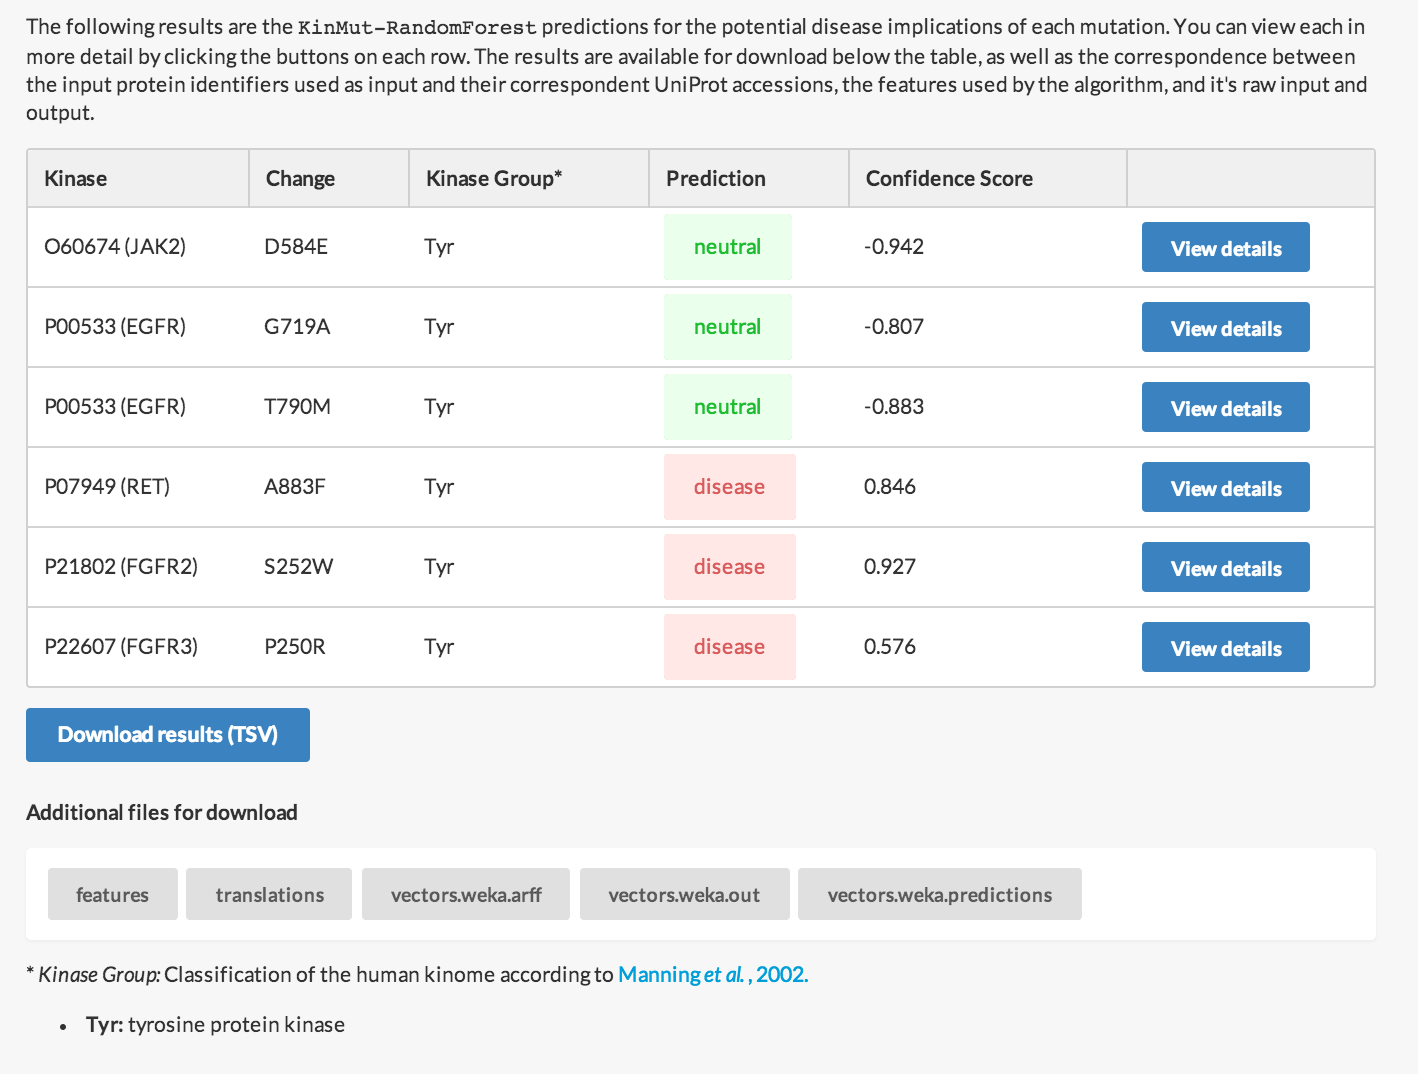 The following results are the KinMut-RandomForest predictions for the potential disease implications of each mutation. You can view each in
more detail by clicking the buttons on each row. The results are available for download below the table, as well as the correspondence between
the input protein identifiers used as input and their correspondent UniProt accessions, the features used by the algorithm, and it's raw input and
output.
Kinase Change Kinase Group* Prediction Confidence Score
O60674 (JAK2) D584E Tyr neutral -0.942 View details
P00533 (EGFR) G719A Tyr neutral -0.807 View details
P00533 (EGFR) T790M Tyr neutral -0.883 View details
P07949 (RET) A883F Tyr disease 0.846 View details
P21802 (FGFR2) S252W Tyr disease 0.927 View details
P22607 (FGFR3) P250R Tyr disease 0.576 View details
Download results (TSV)
Additional files for download
features translations vectors.weka.arff vectors.weka.out vectors.weka.predictions
* Kinase Group: Classification of the human kinome according to Manning et al. , 2002.
• Tyr: tyrosine protein kinase